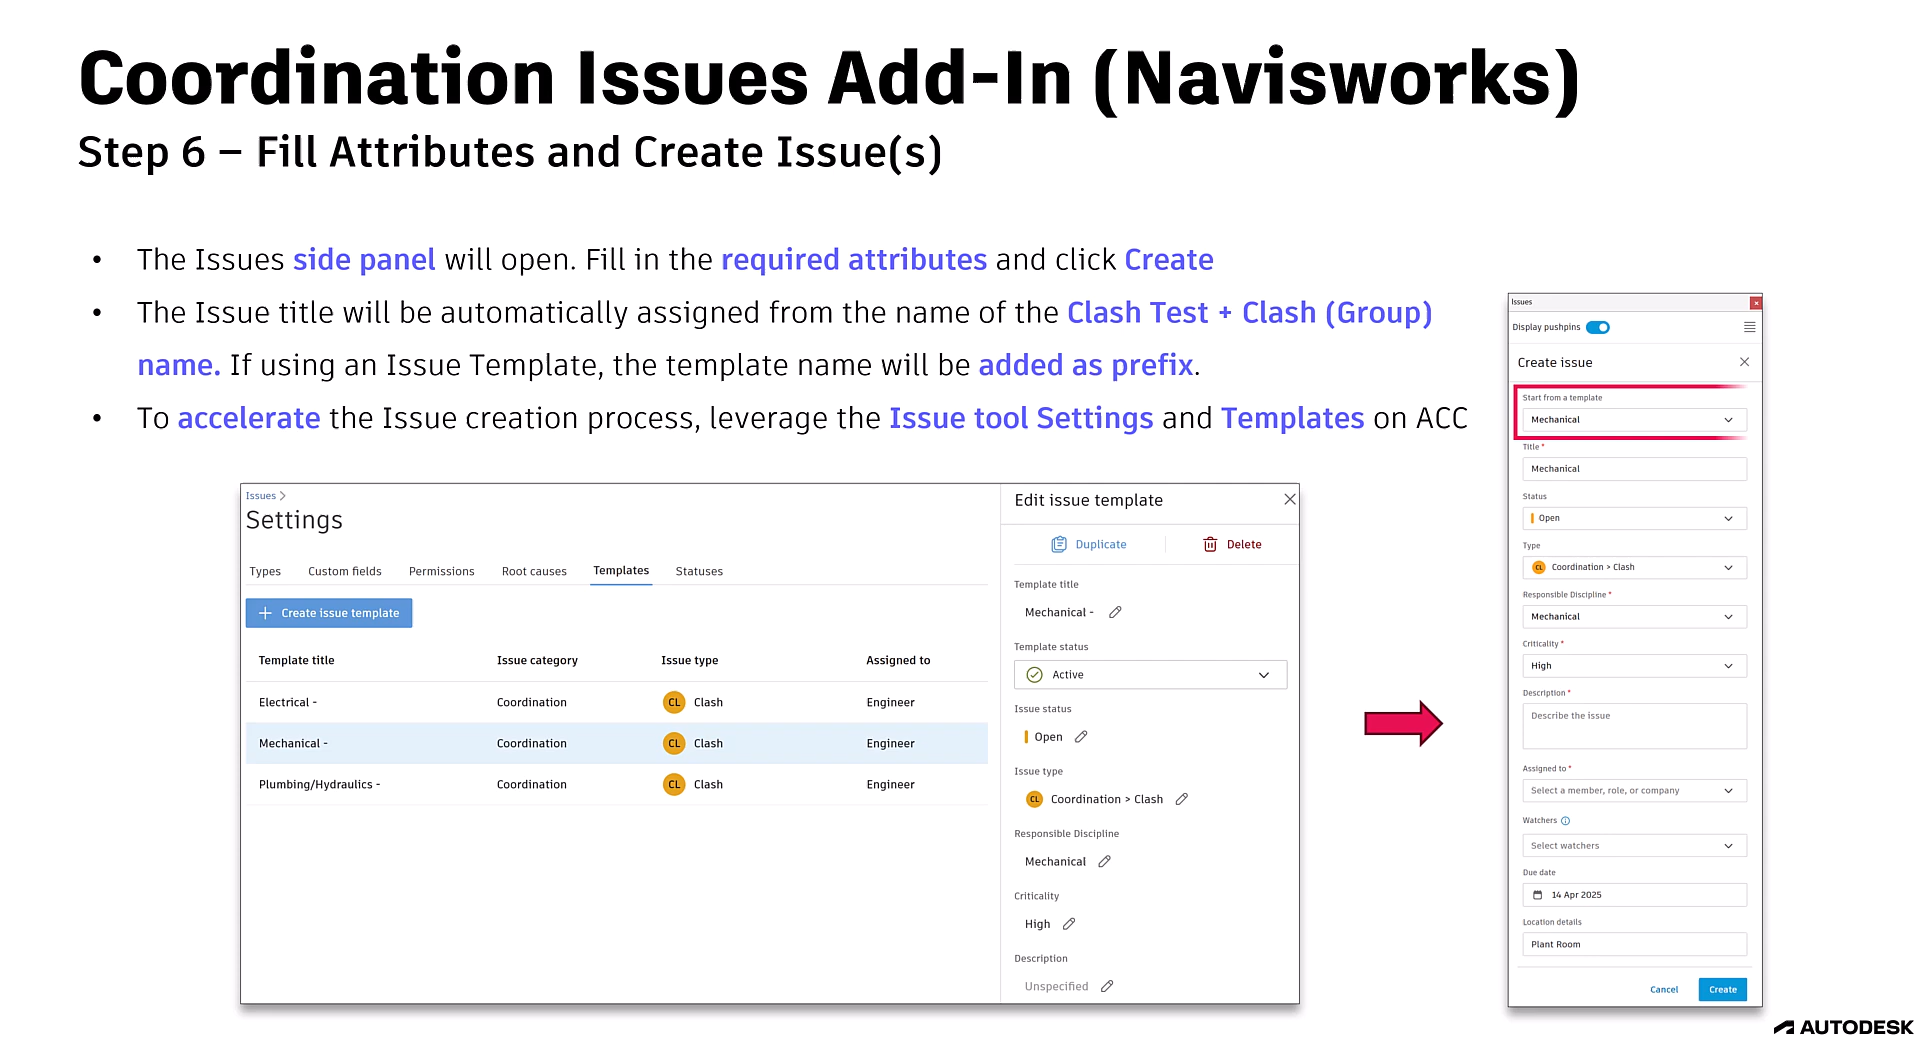 Coordination Issues Add-In (Navisworks)
Step 6 – Fill Attributes and Create Issue(s)
• The Issues side panel will open. Fill in the required attributes and click Create
• The Issue title will be automatically assigned from the name of the Clash Test + Clash (Group)
name. If using an Issue Template, the template name will be added as prefix.
• To accelerate the Issue creation process, leverage the Issue tool Settings and Templates on ACC
Issues >
Settings
Types Custom fields Permissions Root causes Templates Statuses
+ Create issue template
Template title Issue category Issue type Assigned to
Electrical - Coordination CL Clash Engineer
Mechanical - Coordination CL Clash Engineer
Plumbing/Hydraulics - Coordination CL Clash Engineer
Edit issue template
Duplicate Delete
Template title
Mechanical -
Template status
Active
Issue status
Open
Issue type
CL Coordination > Clash
Responsible Discipline
Mechanical
Criticality
High
Description
Unspecified
Issues
Display pushpins
Create issue
Start from a template
Mechanical
Title *
Mechanical
Status
Open
Type
CL Coordination > Clash
Responsible Discipline *
Mechanical
Criticality *
High
Description *
Describe the issue
Assigned to *
Select a member, role, or company
Watchers
Select watchers
Due date
14 Apr 2025
Location details
Plant Room
Cancel Create
AUTODESK